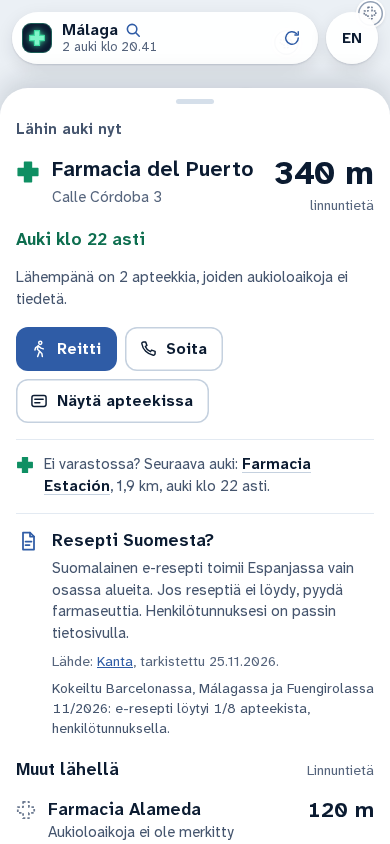 Málaga
2 auki klo 20.41
EN
Lähin auki nyt
Farmacia del Puerto
340 m
Calle Córdoba 3
linnuntietä
Auki klo 22 asti
Lähempänä on 2 apteekkia, joiden aukioloaikoja ei
tiedetä.
Reitti
Soita
Näytä apteekissa
Ei varastossa? Seuraava auki: Farmacia
Estación, 1,9 km, auki klo 22 asti.
Resepti Suomesta?
Suomalainen e-resepti toimii Espanjassa vain
osassa alueita. Jos reseptiä ei löydy, pyydä
farmaseuttia. Henkilötunnuksesi on passin
tietosivulla.
Lähde: Kanta, tarkistettu 25.11.2026.
Kokeiltu Barcelonassa, Málagassa ja Fuengirolassa
11/2026: e-resepti löytyi 1/8 apteekista,
henkilötunnuksella.
Muut lähellä
Linnuntietä
Farmacia Alameda
120 m
Aukioloaikoja ei ole merkitty